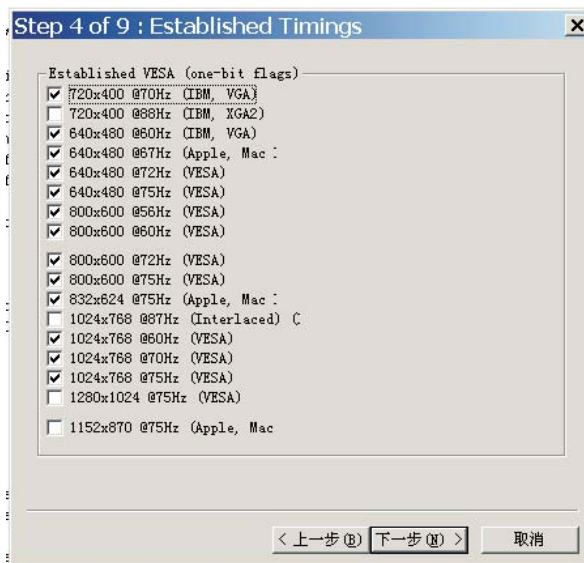 Step 4 of 9 : Established Timings
Established VESA (one-bit flags)
720x400 @70Hz (IBM, VGA)
720x400 @88Hz (IBM, XGA2)
640x480 @60Hz (IBM, VGA)
640x480 @67Hz (Apple, Mac
640x480 @72Hz (VESA)
640x480 @75Hz (VESA)
800x600 @56Hz (VESA)
800x600 @60Hz (VESA)
800x600 @72Hz (VESA)
800x600 @75Hz (VESA)
832x624 @75Hz (Apple, Mac
1024x768 @87Hz (Interlaced) (
1024x768 @60Hz (VESA)
1024x768 @70Hz (VESA)
1024x768 @75Hz (VESA)
1280x1024 @75Hz (VESA)
1152x870 @75Hz (Apple, Mac
< 上一步(B) 下一步(N) > 取消